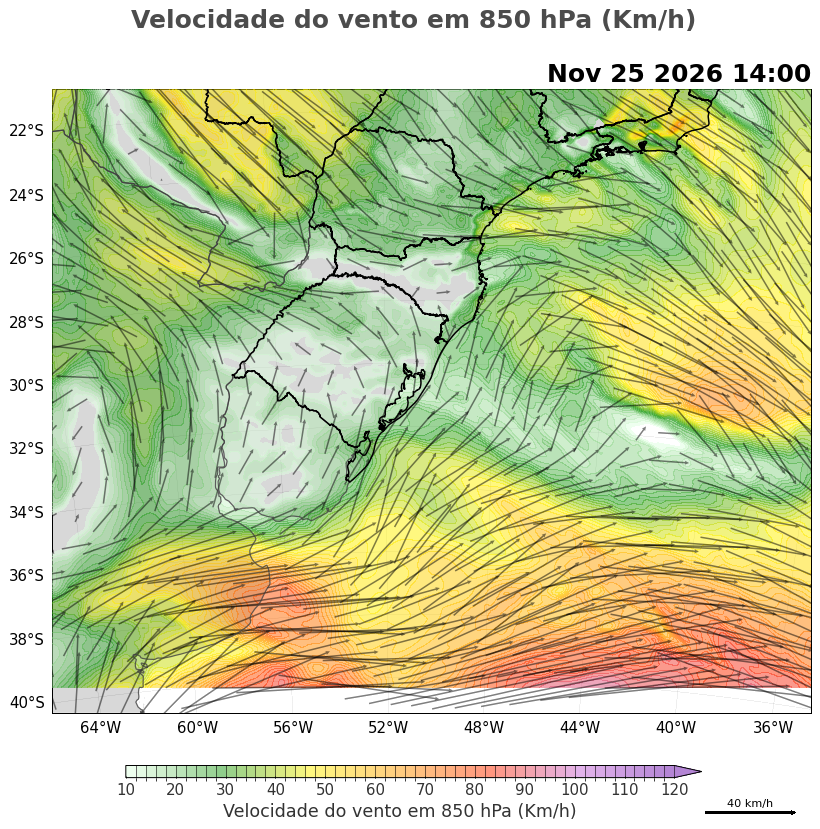 Velocidade do vento em 850 hPa (Km/h)
Nov 25 2026 14:00
22°S
24°S
26°S
28°S
30°S
32°S
34°S
36°S
38°S
40°S
64°W 60°W 56°W 52°W 48°W 44°W 40°W 36°W
10 20 30 40 50 60 70 80 90 100 110 120
Velocidade do vento em 850 hPa (Km/h)
40 km/h